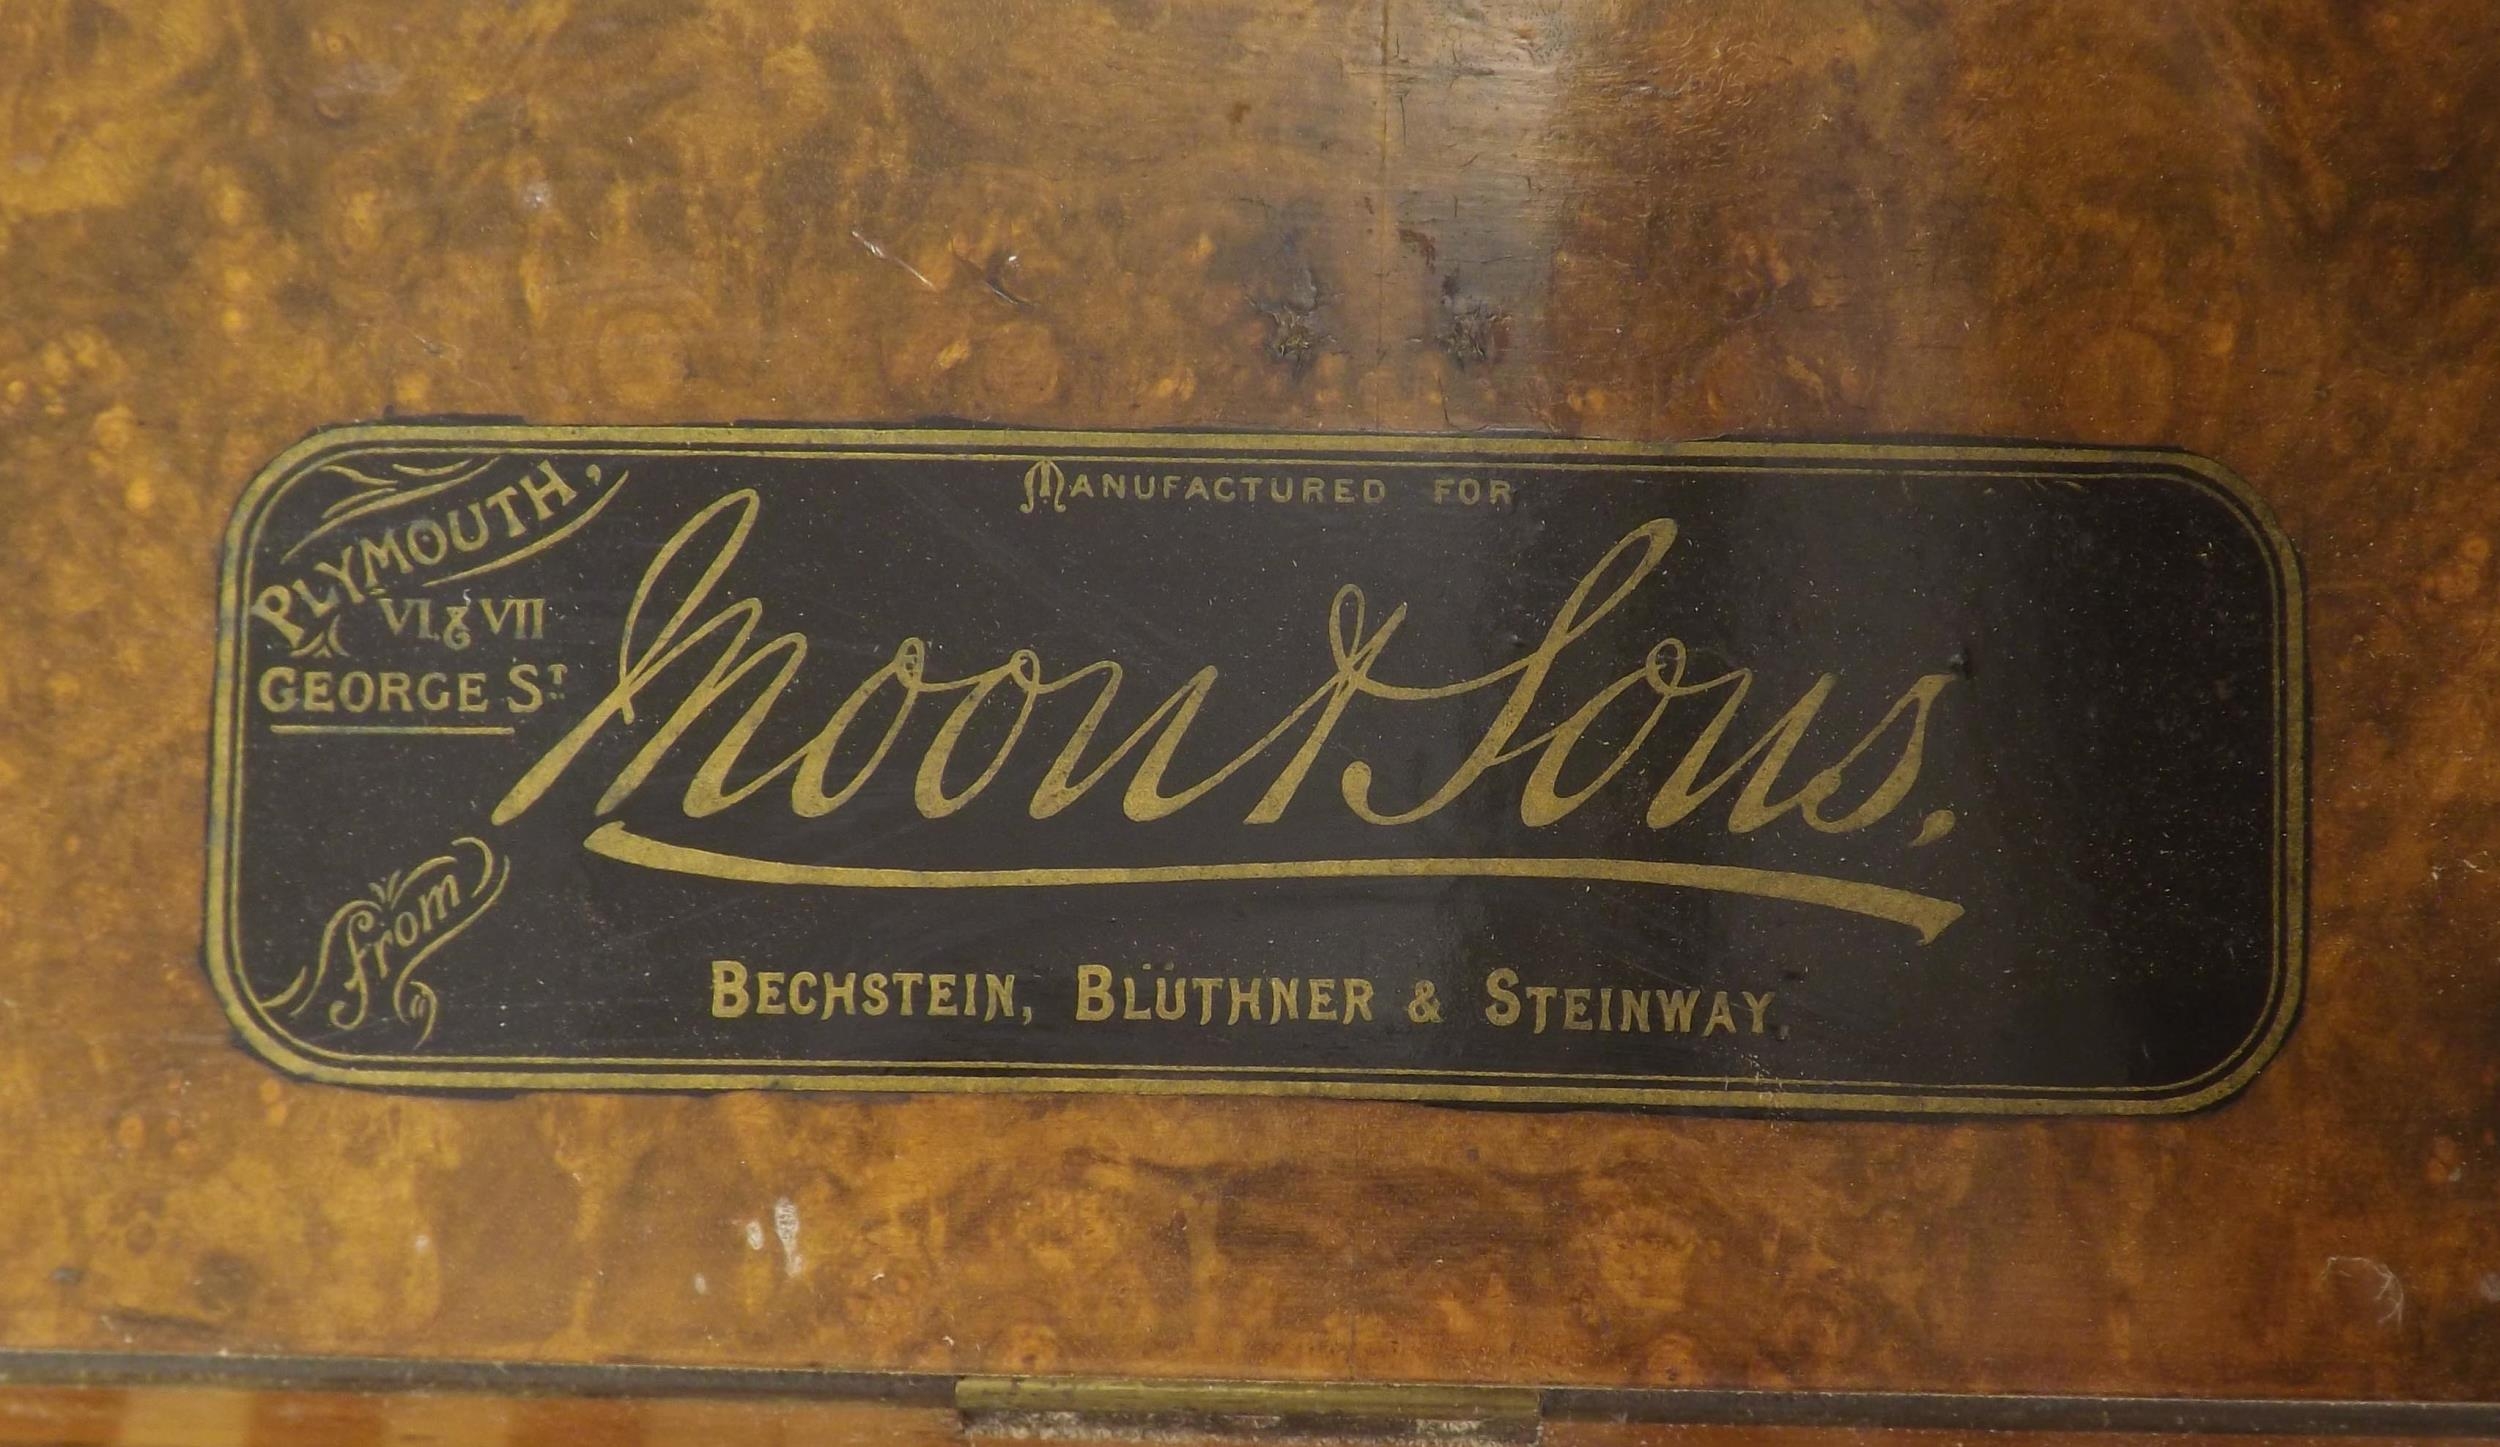 Manufactured for
Plymouth,
VI. & VII
George St
Moon & Sons,
From
Bechstein, Blüthner & Steinway,